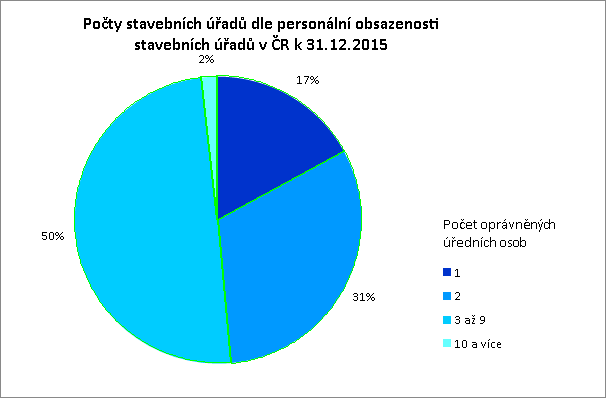 Počty stavebních úřadů dle personální obsazenosti
stavebních úřadů v ČR k 31.12.2015
2%
17%
50%
31%
Počet oprávněných
úředních osob
1
2
3 až 9
10 a více